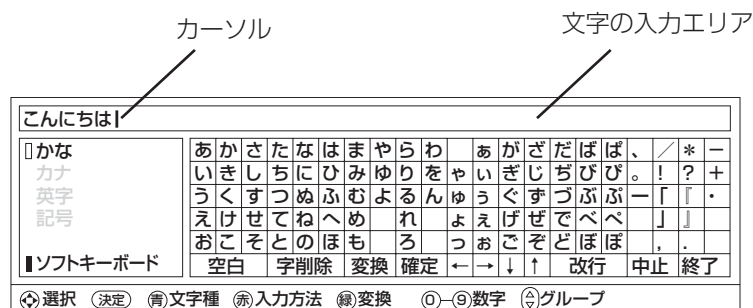 カーソル 文字の入力エリア
こんにちは
かな あ か さ た な は ま や ら わ ぁ が ざ だ ば ぱ 、 ／ ＊ －
カナ い き し ち に ひ み ゆ り を ゃ ぃ ぎ じ ぢ び ぴ 。 ！ ？ ＋
英字 う く す つ ぬ ふ む よ る ん ゅ ぅ ぐ ず づ ぶ ぷ ー 「 『 ・
記号 え け せ て ね へ め れ ょ ぇ げ ぜ で べ ぺ 」 』
お こ そ と の ほ も ろ っ ぉ ご ぞ ど ぼ ぽ ， ．
ソフトキーボード 空白 字削除 変換 確定 ← → ↓ ↑ 改行 中止 終了
選択 決定 青文字種 赤入力方法 緑変換 0－9数字 グループ